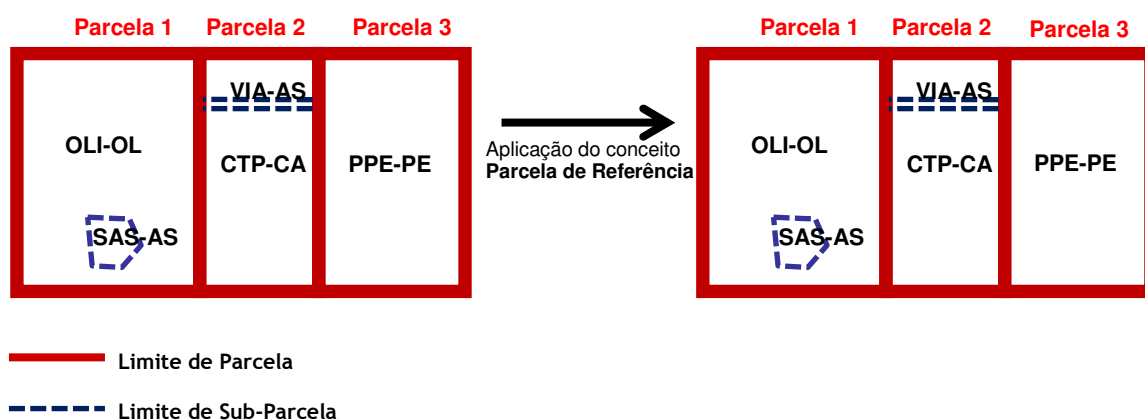 Parcela 1 Parcela 2 Parcela 3
VIA-AS
OLI-OL
CTP-CA
PPE-PE
SAS-AS
Aplicação do conceito
Parcela de Referência
Parcela 1 Parcela 2 Parcela 3
VIA-AS
OLI-OL
CTP-CA
PPE-PE
SAS-AS
Limite de Parcela
Limite de Sub-Parcela